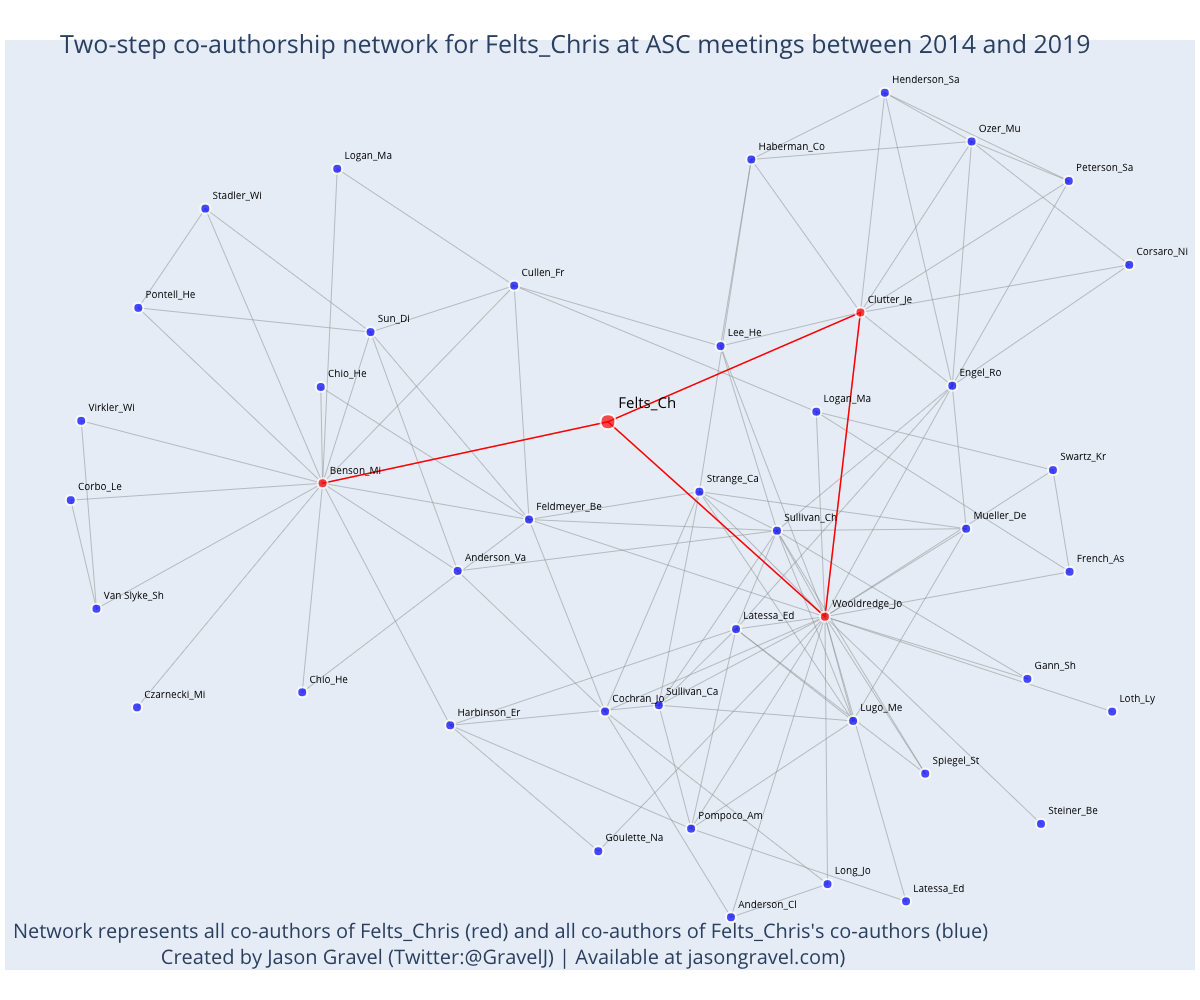 Two-step co-authorship network for Felts_Chris at ASC meetings between 2014 and 2019
Henderson_Sa
Ozer_Mu
Haberman_Co
Logan_Ma
Peterson_Sa
Stadler_Wi
Corsaro_Ni
Cullen_Fr
Pontell_He
Clutter_Je
Sun_Di
Lee_He
Chio_He
Engel_Ro
Felts_Ch
Logan_Ma
Virkler_Wi
Swartz_Kr
Benson_Mi
Strange_Ca
Corbo_Le
Feldmeyer_Be
Sullivan_Ch
Mueller_De
Anderson_Va
French_As
Van Slyke_Sh
Wooldredge_Jo
Latessa_Ed
Gann_Sh
Chio_He
Czarnecki_Mi
Sullivan_Ca
Cochran_Jo
Loth_Ly
Harbinson_Er
Lugo_Me
Spiegel_St
Steiner_Be
Pompoco_Am
Goulette_Na
Long_Jo
Latessa_Ed
Anderson_Cl
Network represents all co-authors of Felts_Chris (red) and all co-authors of Felts_Chris's co-authors (blue)
Created by Jason Gravel (Twitter:@GravelJ) | Available at jasongravel.com)